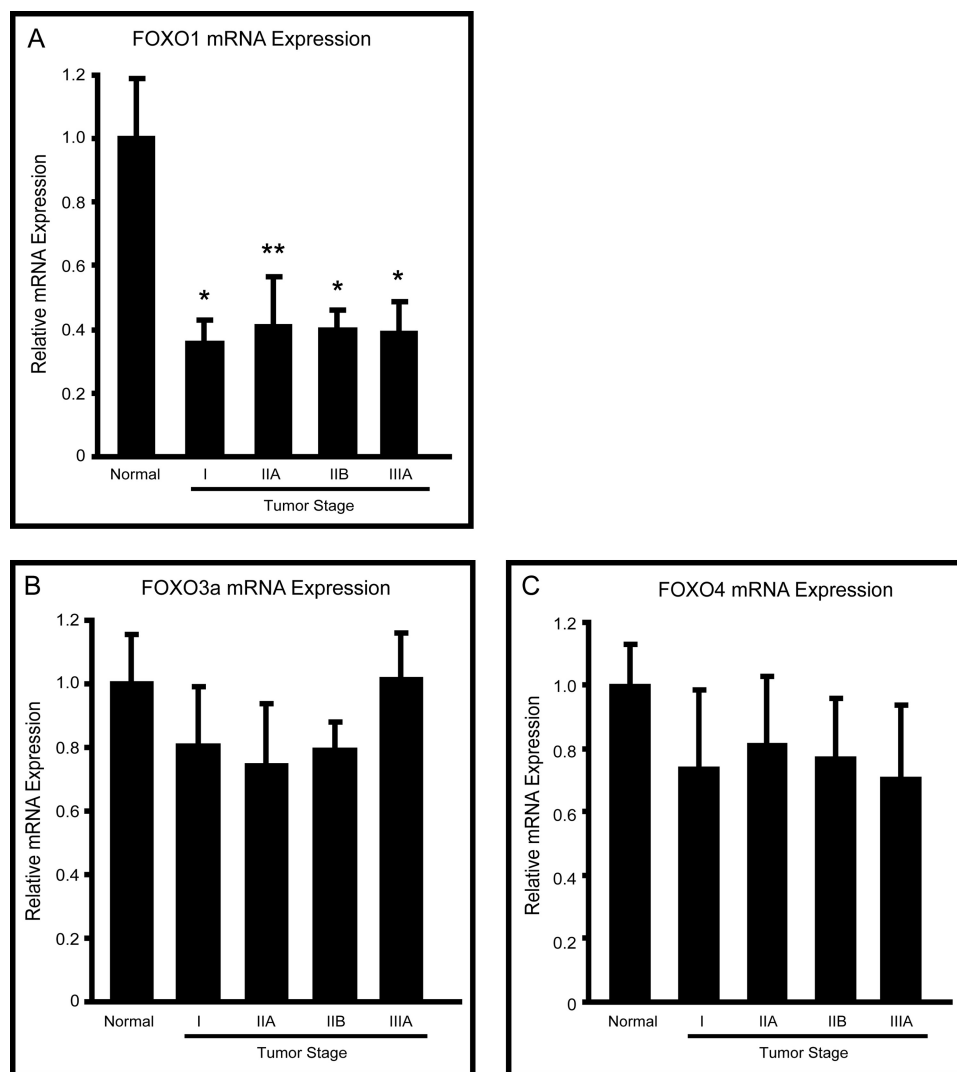 A
FOXO1 mRNA Expression
Relative mRNA Expression
1.2
1.0
0.8
0.6
0.4
0.2
0
*
**
*
*
Normal I IIA IIB IIIA
Tumor Stage
B
FOXO3a mRNA Expression
Relative mRNA Expression
1.2
1.0
0.8
0.6
0.4
0.2
0
Normal I IIA IIB IIIA
Tumor Stage
C
FOXO4 mRNA Expression
Relative mRNA Expression
1.2
1.0
0.8
0.6
0.4
0.2
0
Normal I IIA IIB IIIA
Tumor Stage